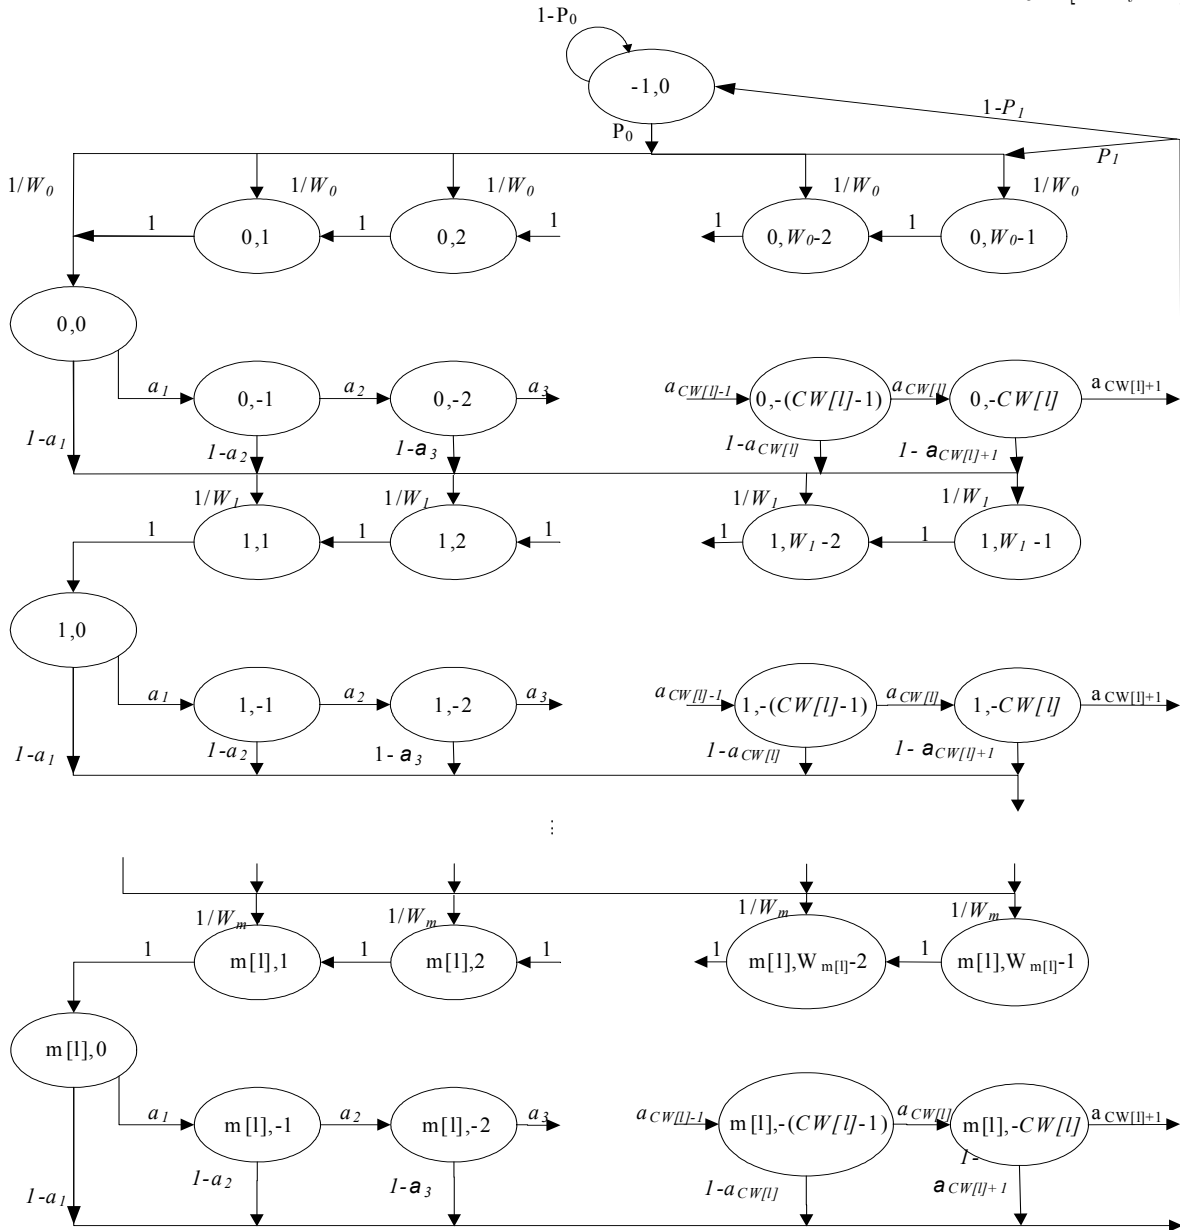 1-P0
-1,0
1-P1
P0
P1
1/W0 1/W0 1/W0 1/W0 1/W0
1 1 1 1 1
0,1 0,2 0,W0-2 0,W0-1
0,0
a1 a2 a3 aCW[l]-1 aCW[l] aCW[l]+1
0,-1 0,-2 0,-(CW[l]-1) 0,-CW[l]
1-a1 1-a2 1-a3 1-aCW[l] 1- aCW[l]+1
1/W1 1/W1 1/W1 1/W1
1 1 1 1 1
1,1 1,2 1,W1-2 1,W1-1
1,0
a1 a2 a3 aCW[l]-1 aCW[l] aCW[l]+1
1,-1 1,-2 1,-(CW[l]-1) 1,-CW[l]
1-a1 1-a2 1-a3 1-aCW[l] 1- aCW[l]+1
⋮
1/Wm 1/Wm 1/Wm 1/Wm
1 1 1 1 1
m[l],1 m[l],2 m[l],Wm[l]-2 m[l],Wm[l]-1
m[l],0
a1 a2 a3 aCW[l]-1 aCW[l] aCW[l]+1
m[l],-1 m[l],-2 m[l],-(CW[l]-1) m[l],-CW[l]
1-a1 1-a2 1-a3 1-aCW[l] 1- aCW[l]+1